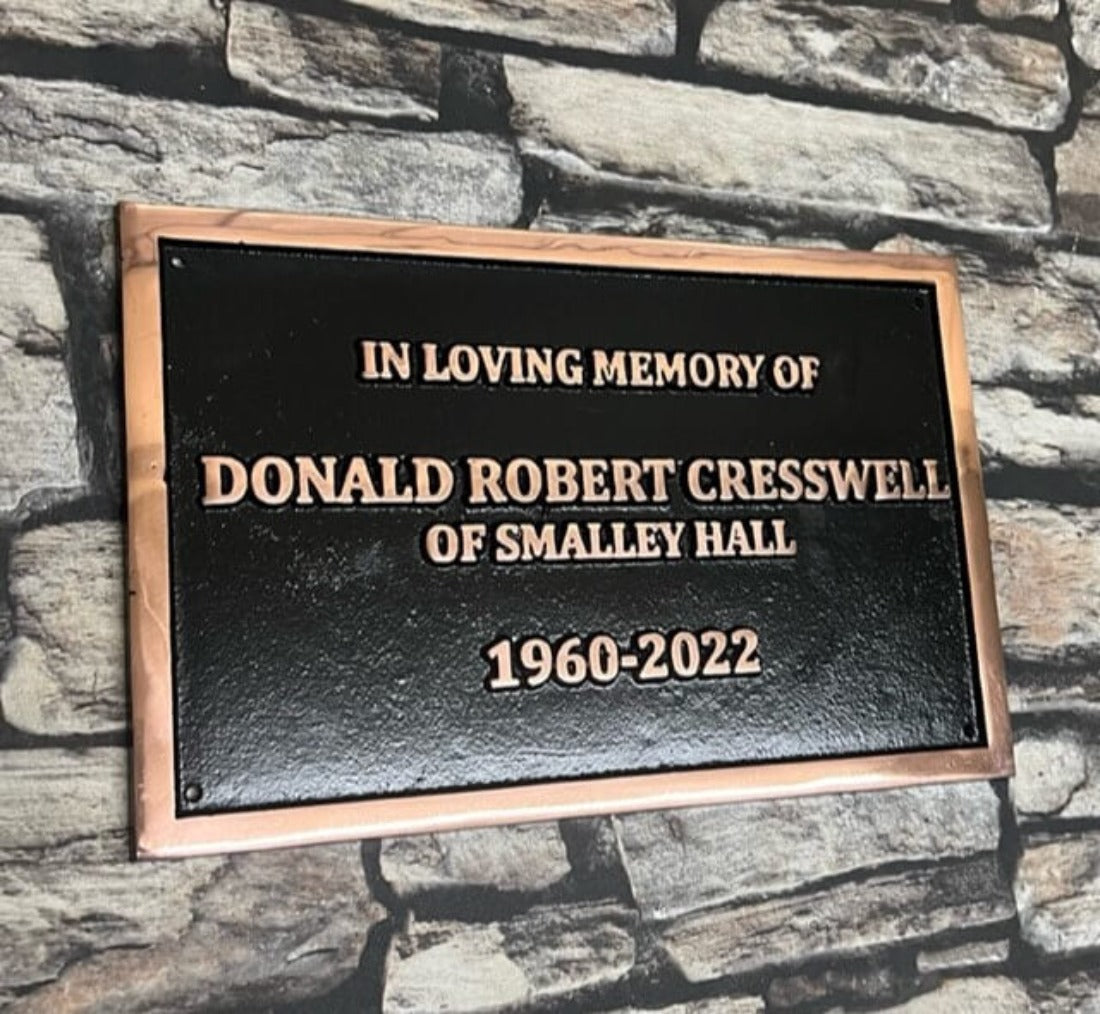 IN LOVING MEMORY OF
DONALD ROBERT CRESSWELL
OF SMALLEY HALL
1960-2022